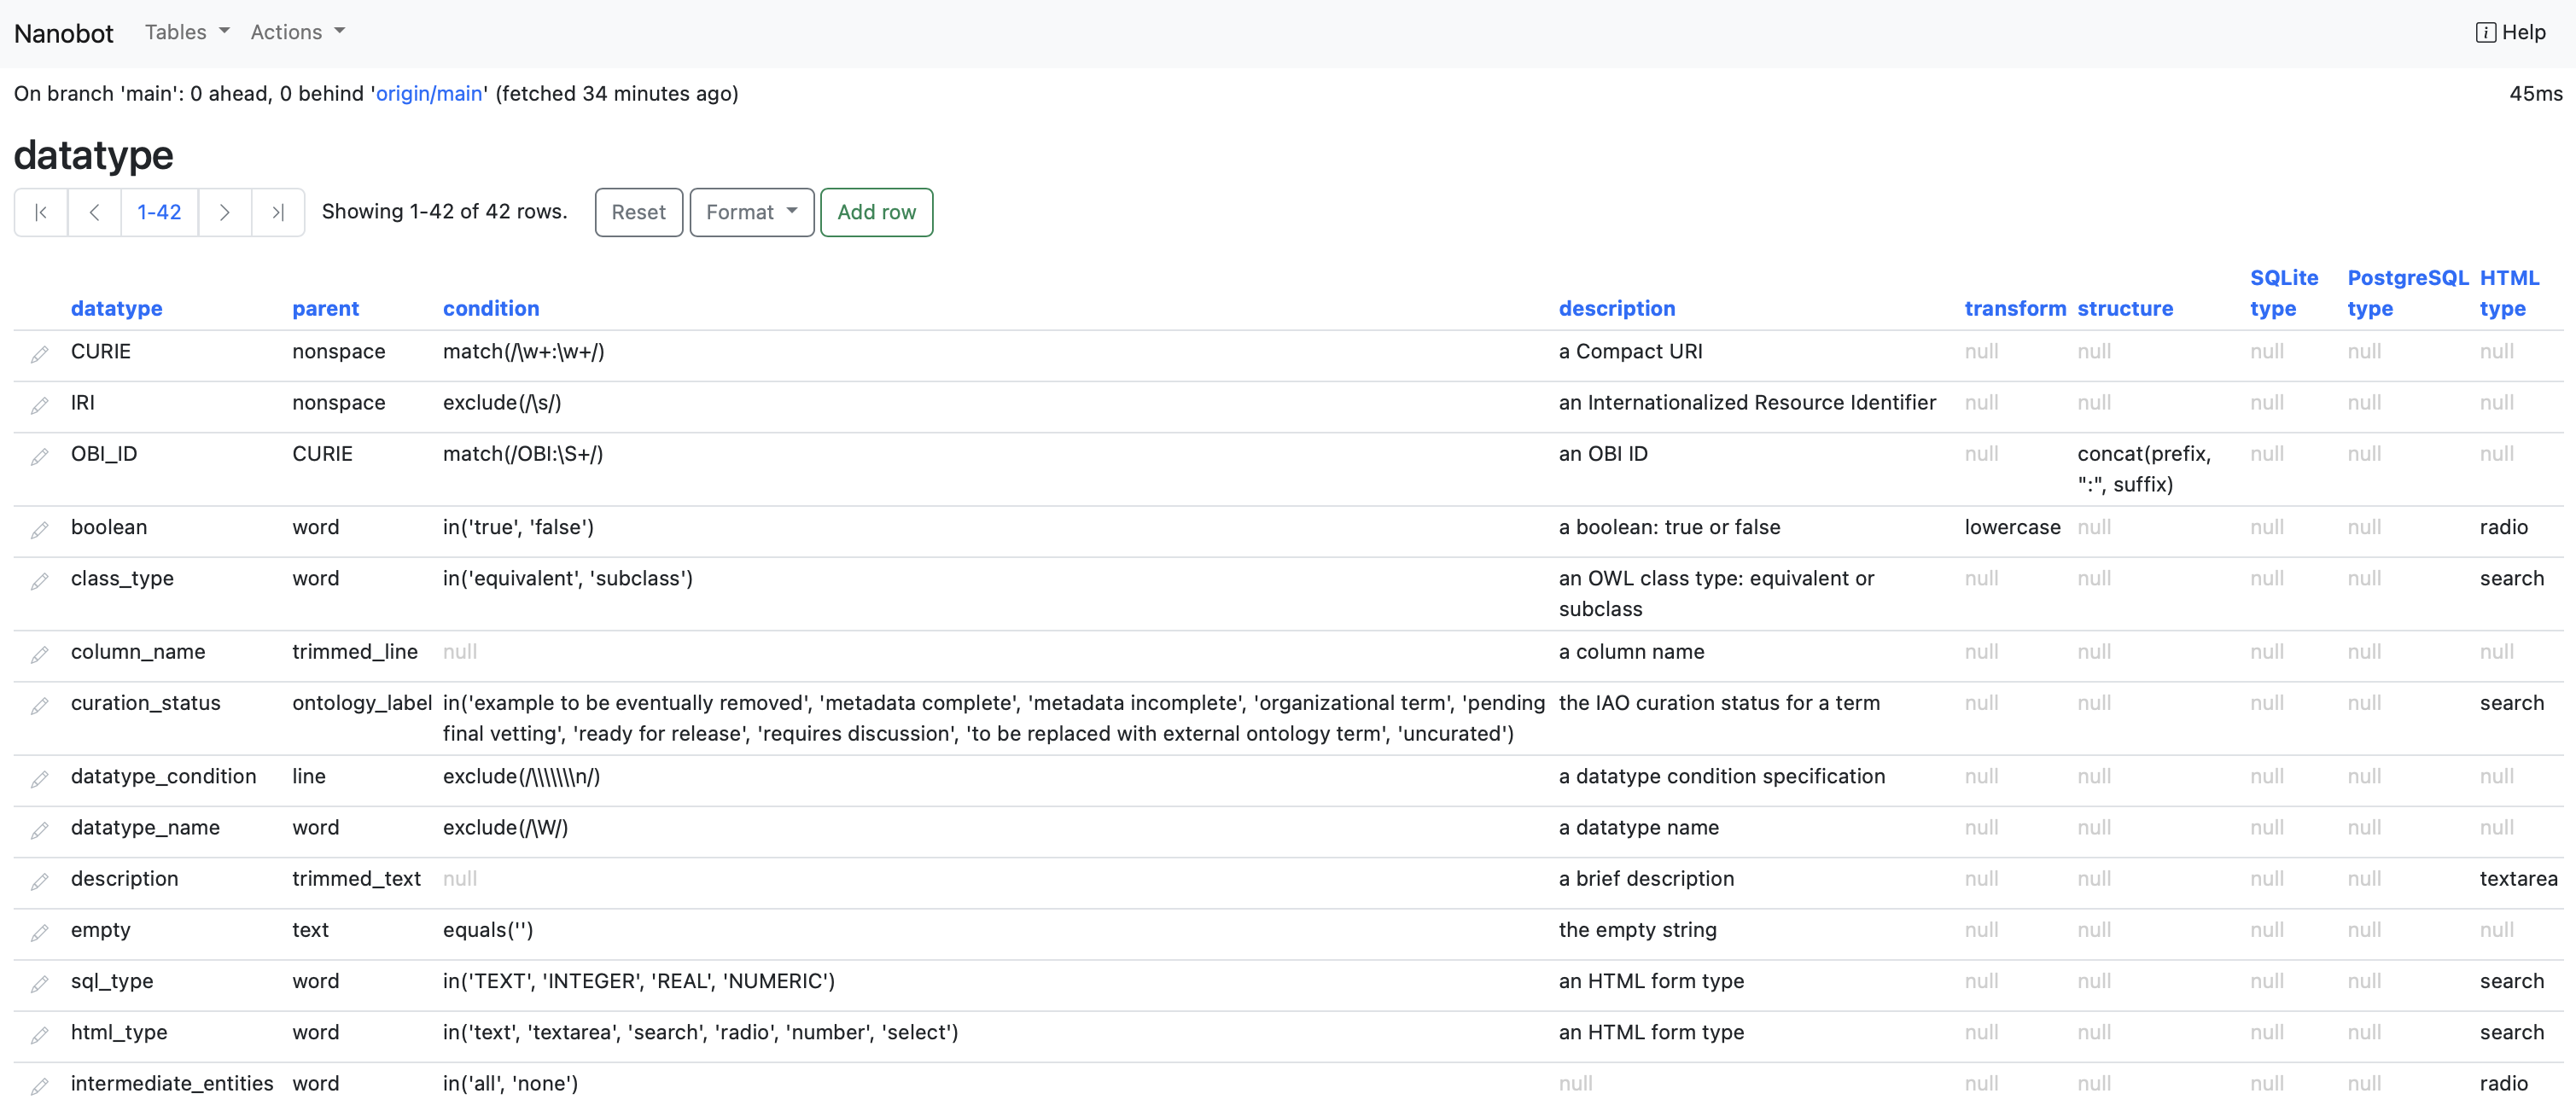 Nanobot Tables Actions Help
On branch 'main': 0 ahead, 0 behind 'origin/main' (fetched 34 minutes ago) 45ms
datatype
1-42 Showing 1-42 of 42 rows. Reset Format Add row
datatype parent condition description transform structure SQLite type PostgreSQL type HTML type
CURIE nonspace match(/\w+:\w+/) a Compact URI null null null null null
IRI nonspace exclude(/\s/) an Internationalized Resource Identifier null null null null null
OBI_ID CURIE match(/OBI:\S+/) an OBI ID null concat(prefix, null null null
":", suffix)
boolean word in('true', 'false') a boolean: true or false lowercase null null null radio
class_type word in('equivalent', 'subclass') an OWL class type: equivalent or null null null null search
subclass
column_name trimmed_line null a column name null null null null null
curation_status ontology_label in('example to be eventually removed', 'metadata complete', 'metadata incomplete', 'organizational term', 'pending the IAO curation status for a term null null null null search
final vetting', 'ready for release', 'requires discussion', 'to be replaced with external ontology term', 'uncurated')
datatype_condition line exclude(/\\\\\\\n/) a datatype condition specification null null null null null
datatype_name word exclude(/\W/) a datatype name null null null null null
description trimmed_text null a brief description null null null null textarea
empty text equals('') the empty string null null null null null
sql_type word in('TEXT', 'INTEGER', 'REAL', 'NUMERIC') an HTML form type null null null null search
html_type word in('text', 'textarea', 'search', 'radio', 'number', 'select') an HTML form type null null null null search
intermediate_entities word in('all', 'none') null null null null null radio